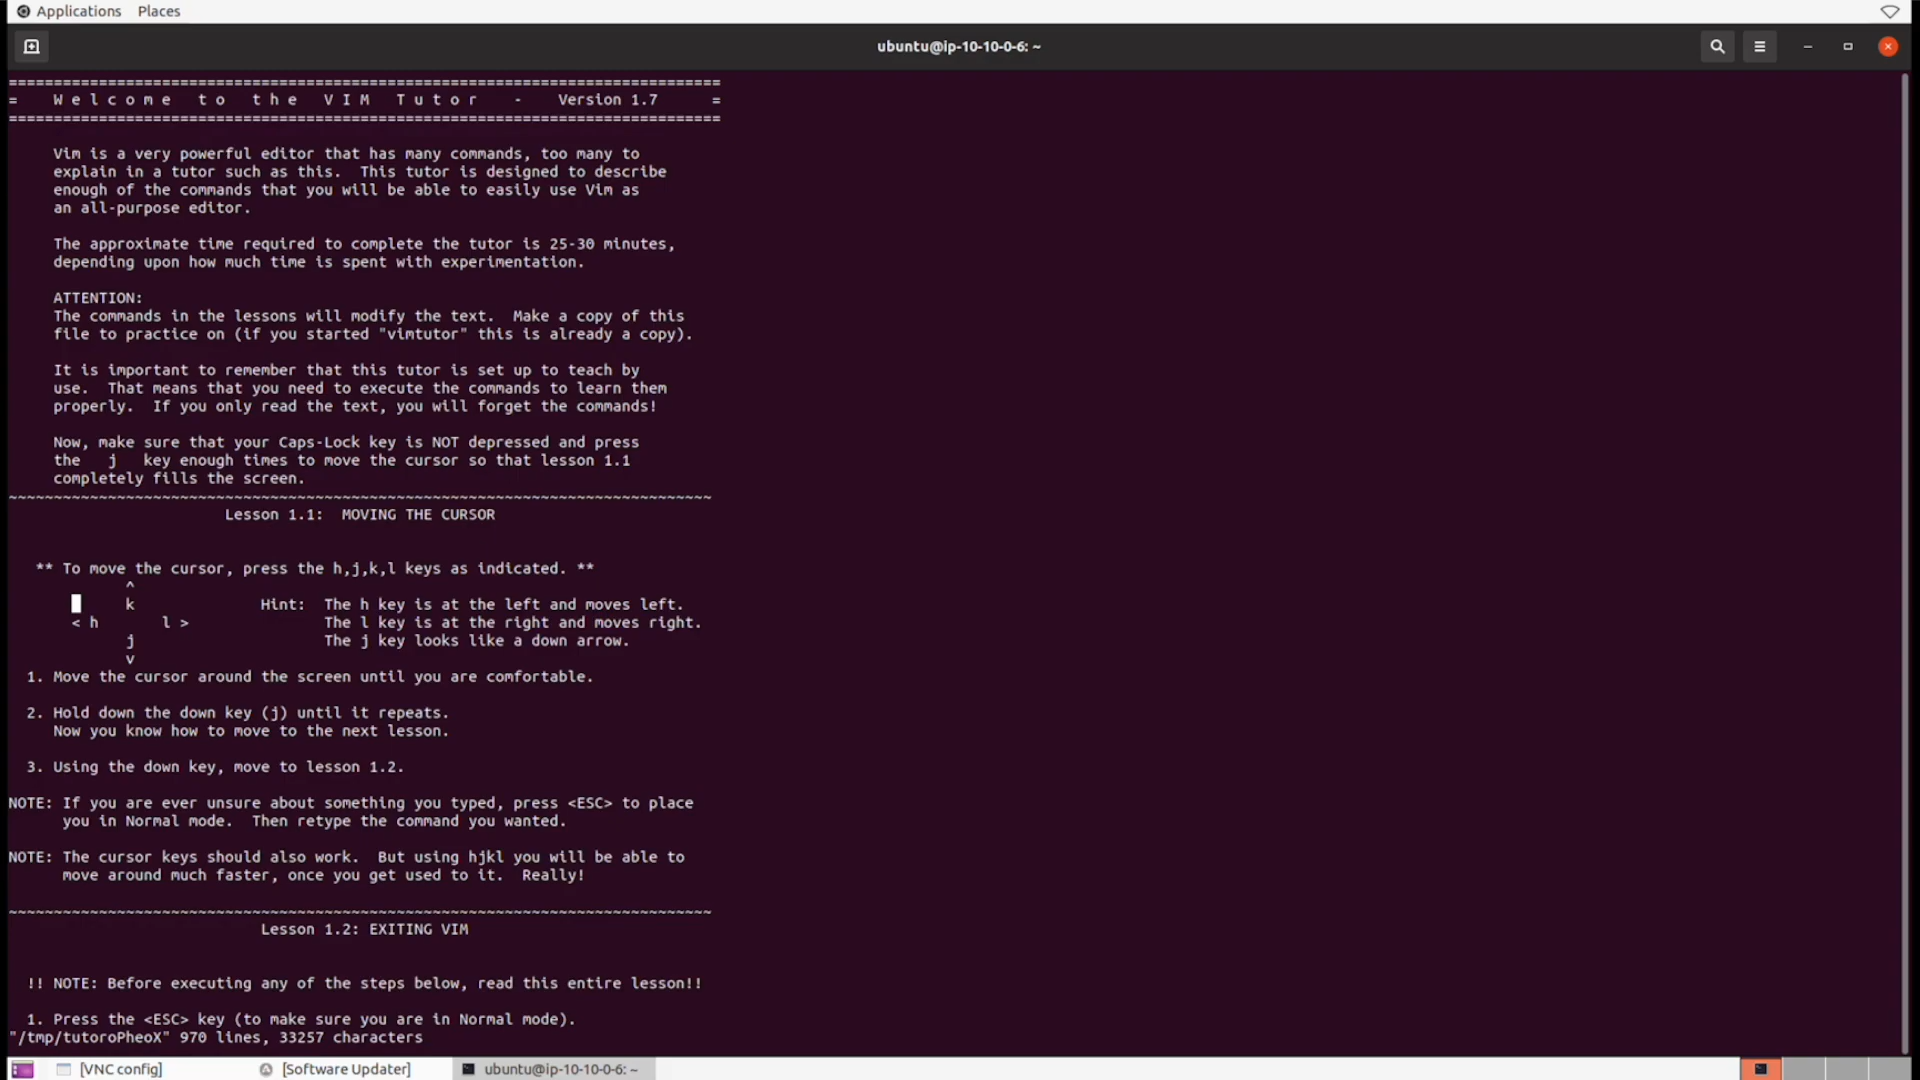 Applications Places
ubuntu@ip-10-10-0-6: ~
===============================================================================
=    W e l c o m e   t o   t h e   V I M   T u t o r    -    Version 1.7      =
===============================================================================
Vim is a very powerful editor that has many commands, too many to
explain in a tutor such as this.  This tutor is designed to describe
enough of the commands that you will be able to easily use Vim as
an all-purpose editor.
The approximate time required to complete the tutor is 25-30 minutes,
depending upon how much time is spent with experimentation.
ATTENTION:
The commands in the lessons will modify the text.  Make a copy of this
file to practice on (if you started "vimtutor" this is already a copy).
It is important to remember that this tutor is set up to teach by
use.  That means that you need to execute the commands to learn them
properly.  If you only read the text, you will forget the commands!
Now, make sure that your Caps-Lock key is NOT depressed and press
the   j   key enough times to move the cursor so that lesson 1.1
completely fills the screen.
~~~~~~~~~~~~~~~~~~~~~~~~~~~~~~~~~~~~~~~~~~~~~~~~~~~~~~~~~~~~~~~~~~~~~~~~~~~~~~
Lesson 1.1:  MOVING THE CURSOR
** To move the cursor, press the h,j,k,l keys as indicated. **
^
k              Hint:  The h key is at the left and moves left.
< h       l >               The l key is at the right and moves right.
j                     The j key looks like a down arrow.
v
1. Move the cursor around the screen until you are comfortable.
2. Hold down the down key (j) until it repeats.
Now you know how to move to the next lesson.
3. Using the down key, move to lesson 1.2.
NOTE: If you are ever unsure about something you typed, press <ESC> to place
you in Normal mode.  Then retype the command you wanted.
NOTE: The cursor keys should also work.  But using hjkl you will be able to
move around much faster, once you get used to it.  Really!
~~~~~~~~~~~~~~~~~~~~~~~~~~~~~~~~~~~~~~~~~~~~~~~~~~~~~~~~~~~~~~~~~~~~~~~~~~~~~~
Lesson 1.2: EXITING VIM
!! NOTE: Before executing any of the steps below, read this entire lesson!!
1. Press the <ESC> key (to make sure you are in Normal mode).
"/tmp/tutoroPheoX" 970 lines, 33257 characters
[VNC config] [Software Updater] ubuntu@ip-10-10-0-6: ~